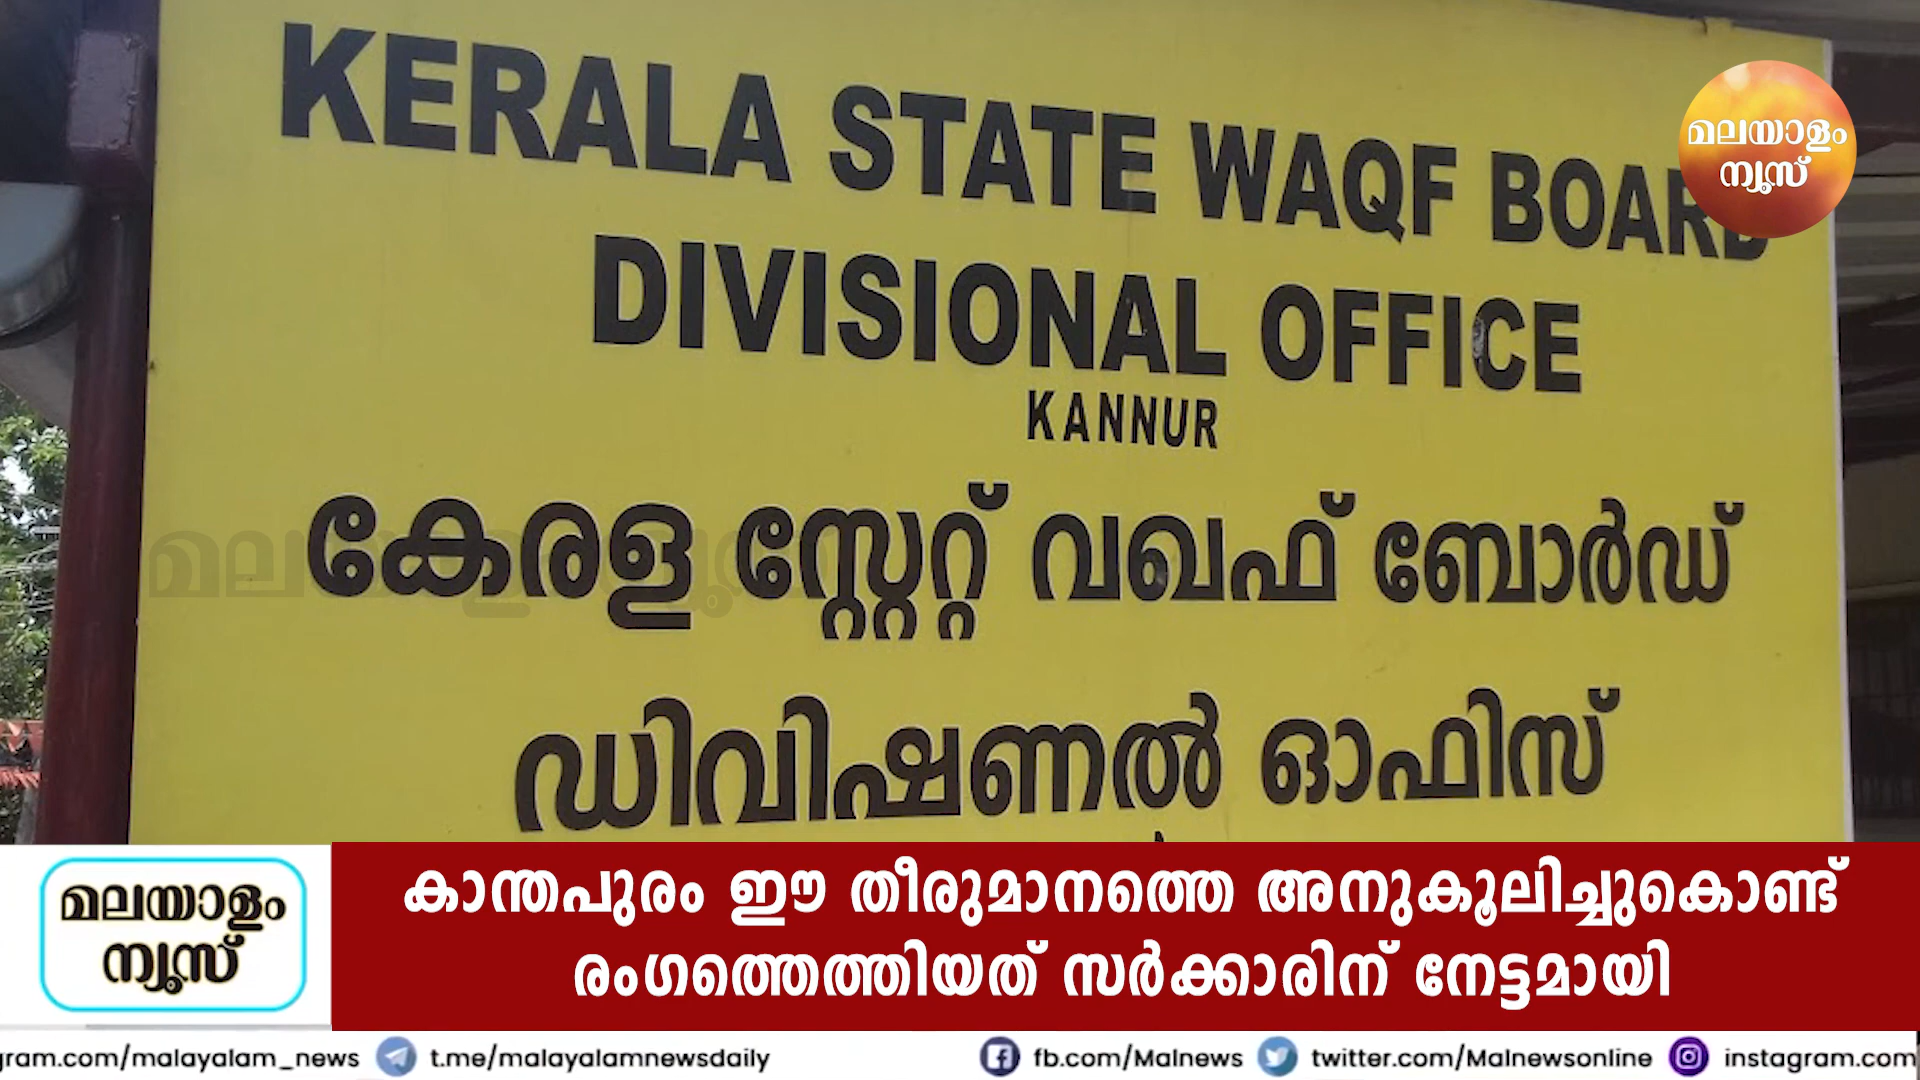 KERALA STATE WAQF BOARD
DIVISIONAL OFFICE
KANNUR
കേരള സ്റ്റേറ്റ് വഖഫ് ബോർഡ്
ഡിവിഷണൽ ഓഫിസ്
മലയാളം
ന്യൂസ്
മലയാളം
ന്യൂസ്
കാന്തപുരം ഈ തീരുമാനത്തെ അനുകൂലിച്ചുകൊണ്ട്
രംഗത്തെത്തിയത് സർക്കാരിന് നേട്ടമായി
gram.com/malayalam_news t.me/malayalamnewsdaily fb.com/Malnews twitter.com/Malnewsonline instagram.com